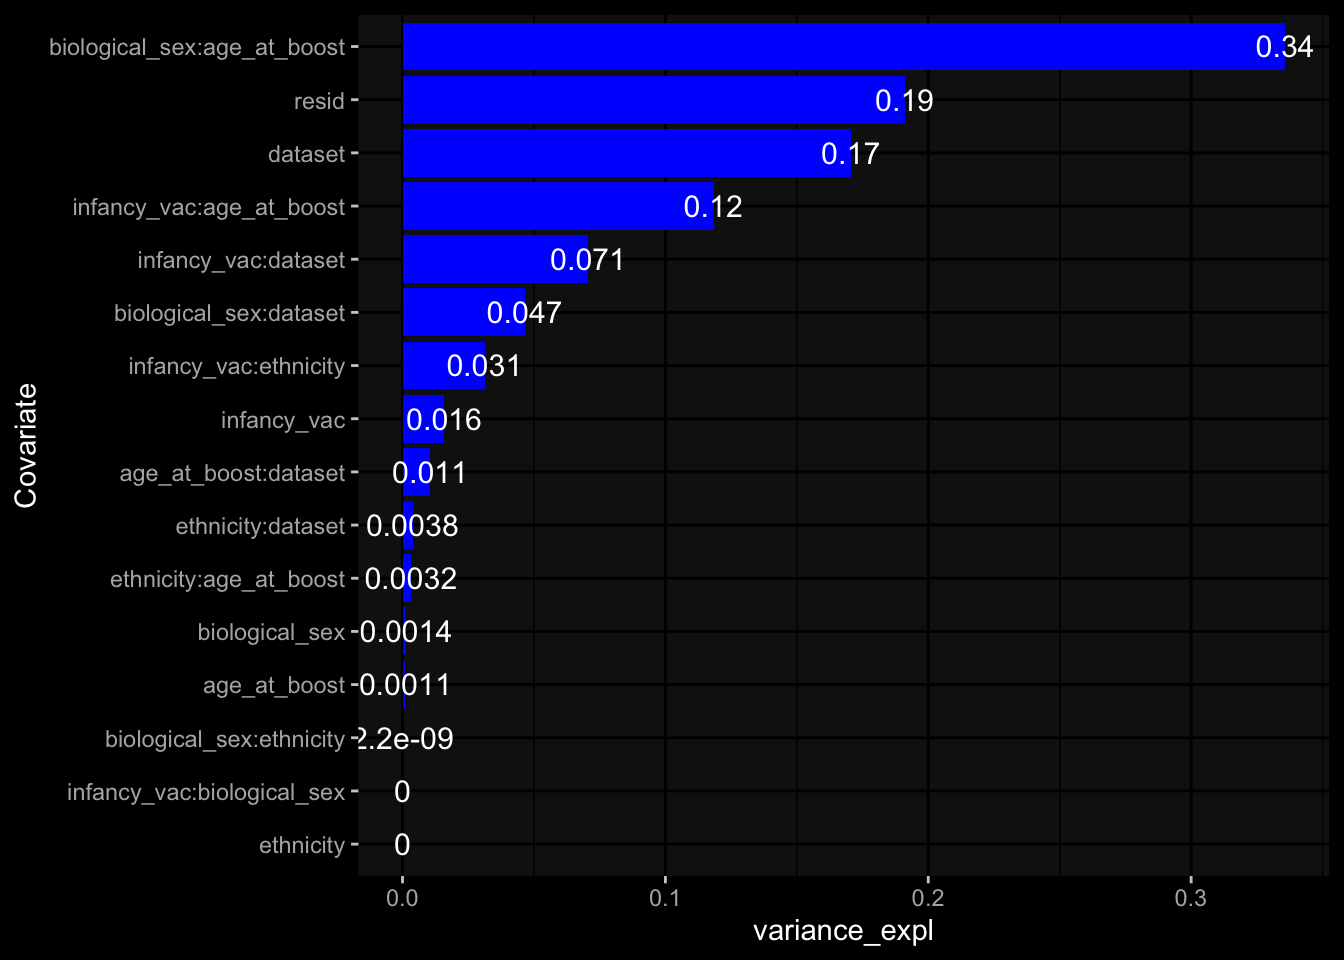 biological_sex:age_at_boost 0.34
resid 0.19
dataset 0.17
infancy_vac:age_at_boost 0.12
infancy_vac:dataset 0.071
biological_sex:dataset 0.047
infancy_vac:ethnicity 0.031
infancy_vac 0.016
age_at_boost:dataset 0.011
ethnicity:dataset 0.0038
ethnicity:age_at_boost 0.0032
biological_sex 0.0014
age_at_boost 0.0011
biological_sex:ethnicity 2.2e-09
infancy_vac:biological_sex 0
ethnicity 0
Covariate
0.0 0.1 0.2 0.3
variance_expl